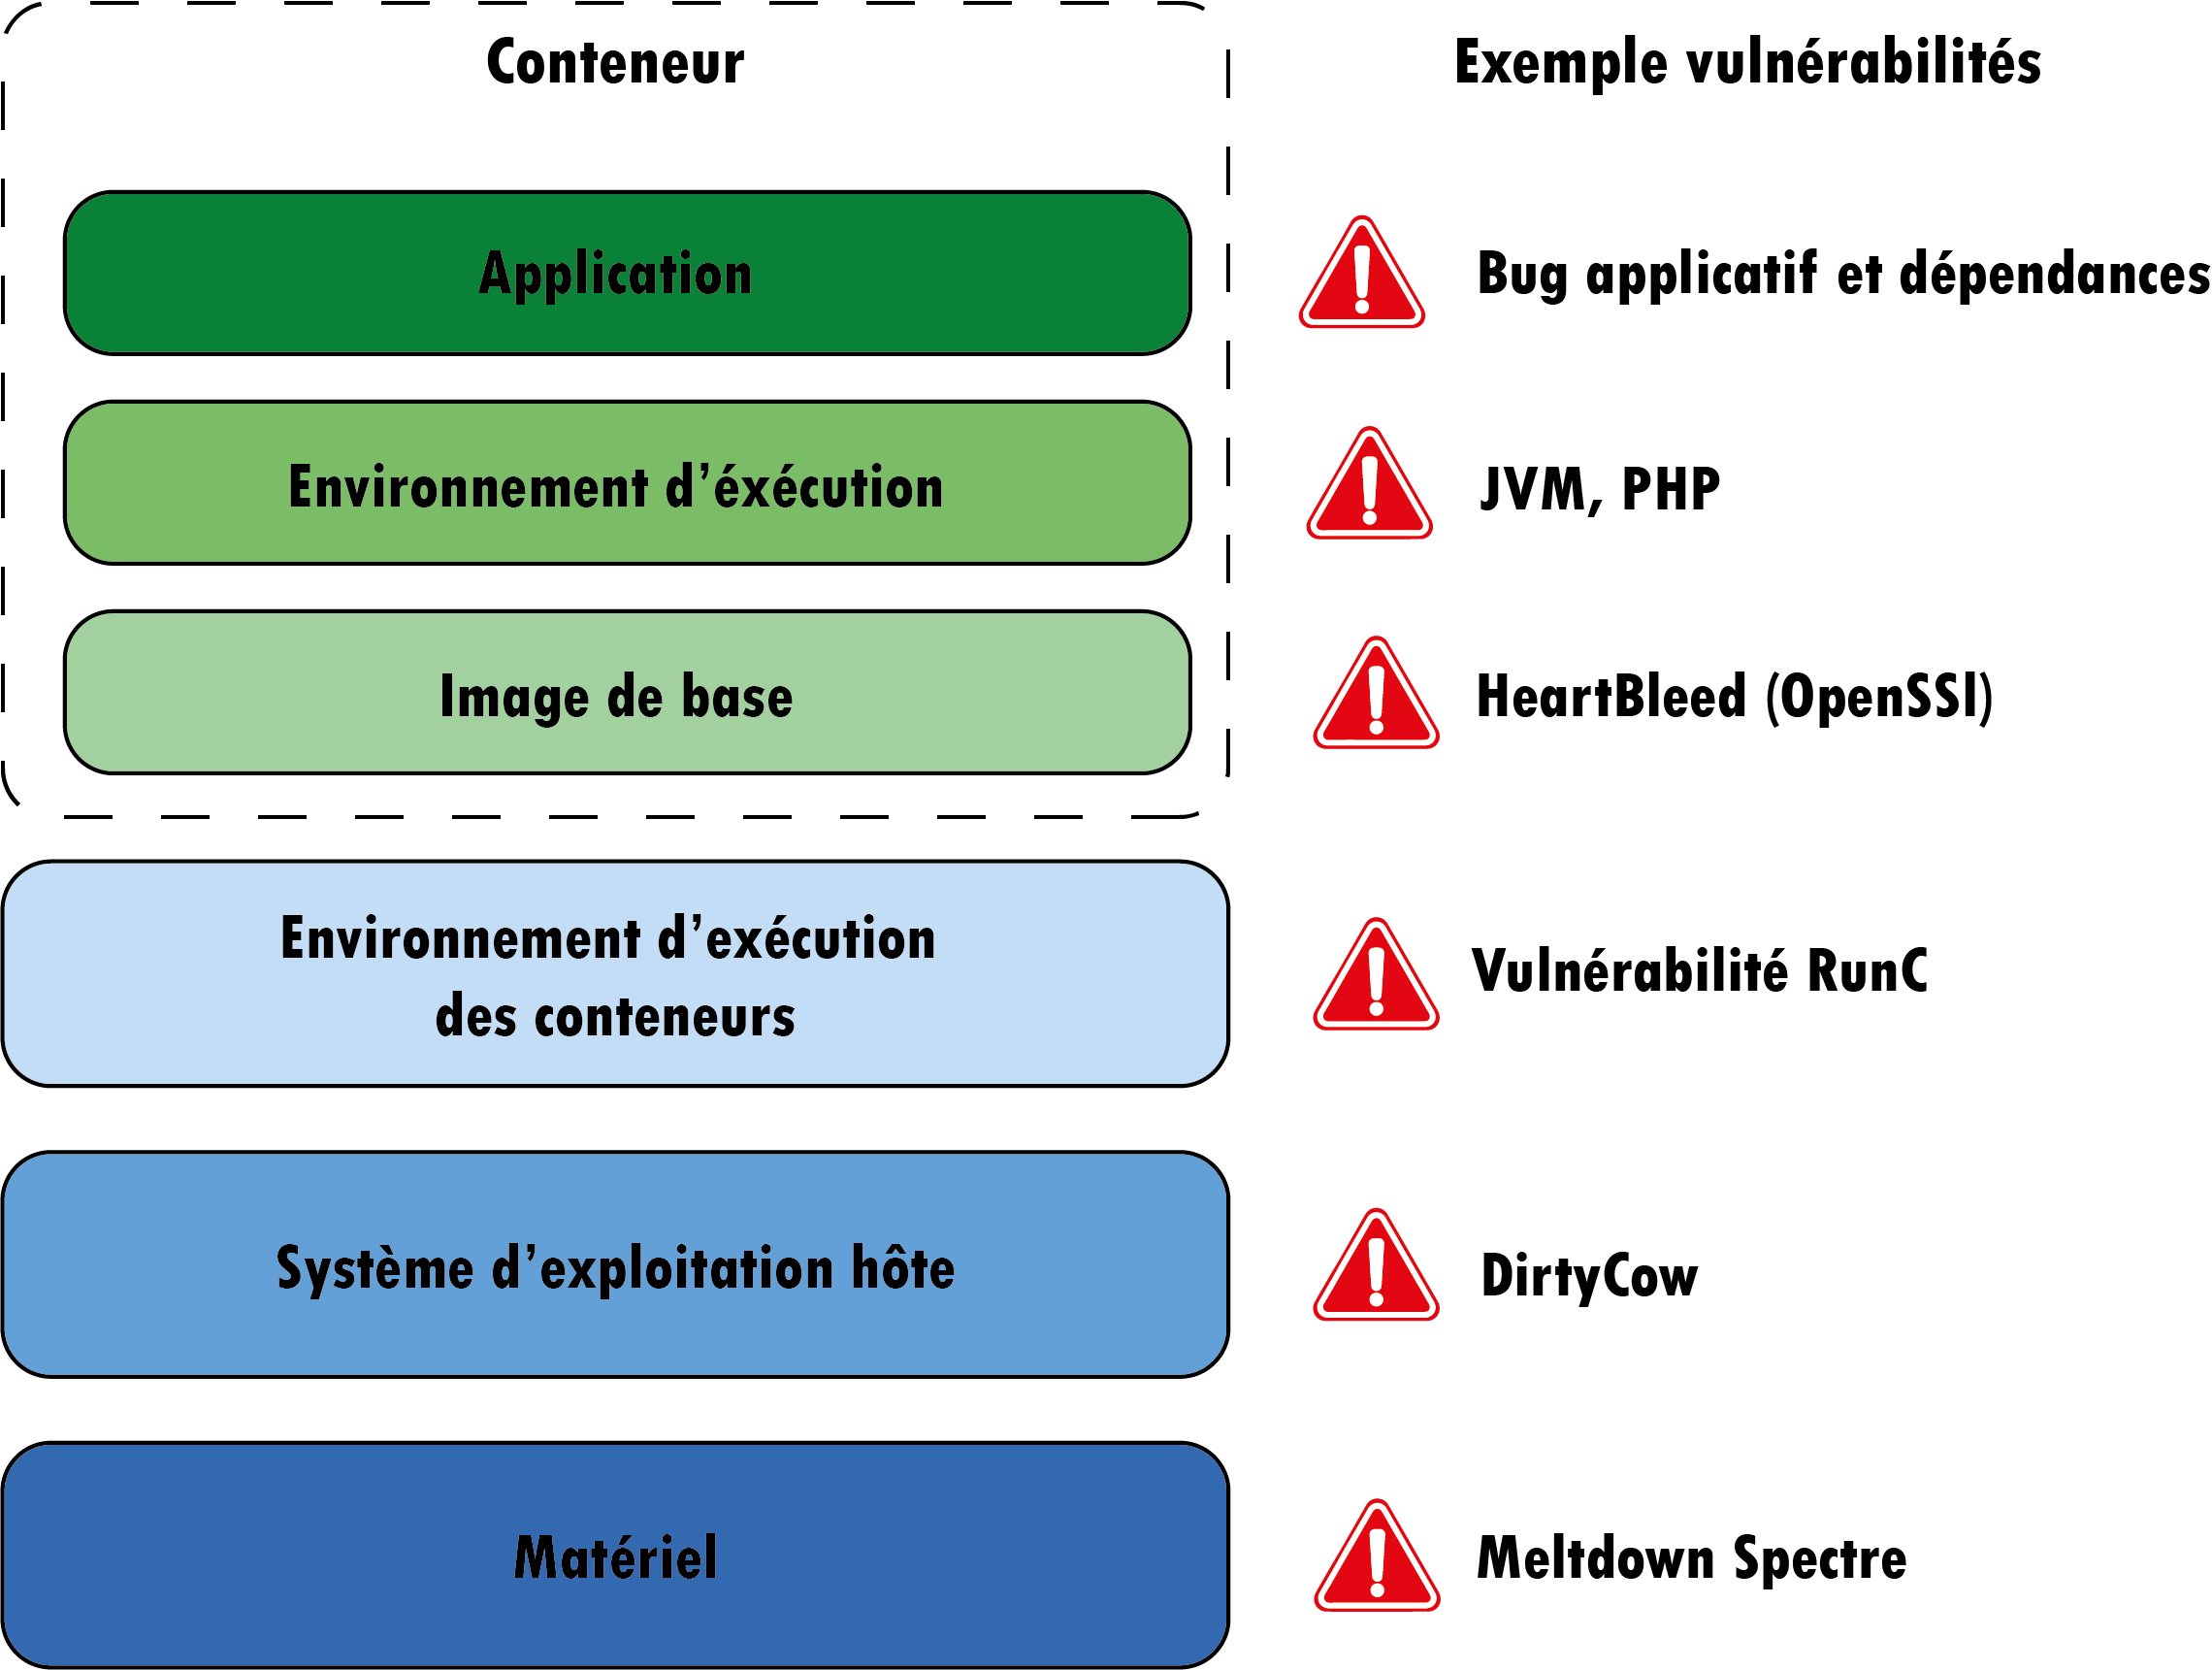 Conteneur
Exemple vulnérabilités
Application
Bug applicatif et dépendances
Environnement d’éxécution
JVM, PHP
Image de base
HeartBleed (OpenSSl)
Environnement d’exécution
des conteneurs
Vulnérabilité RunC
Système d’exploitation hôte
DirtyCow
Matériel
Meltdown Spectre